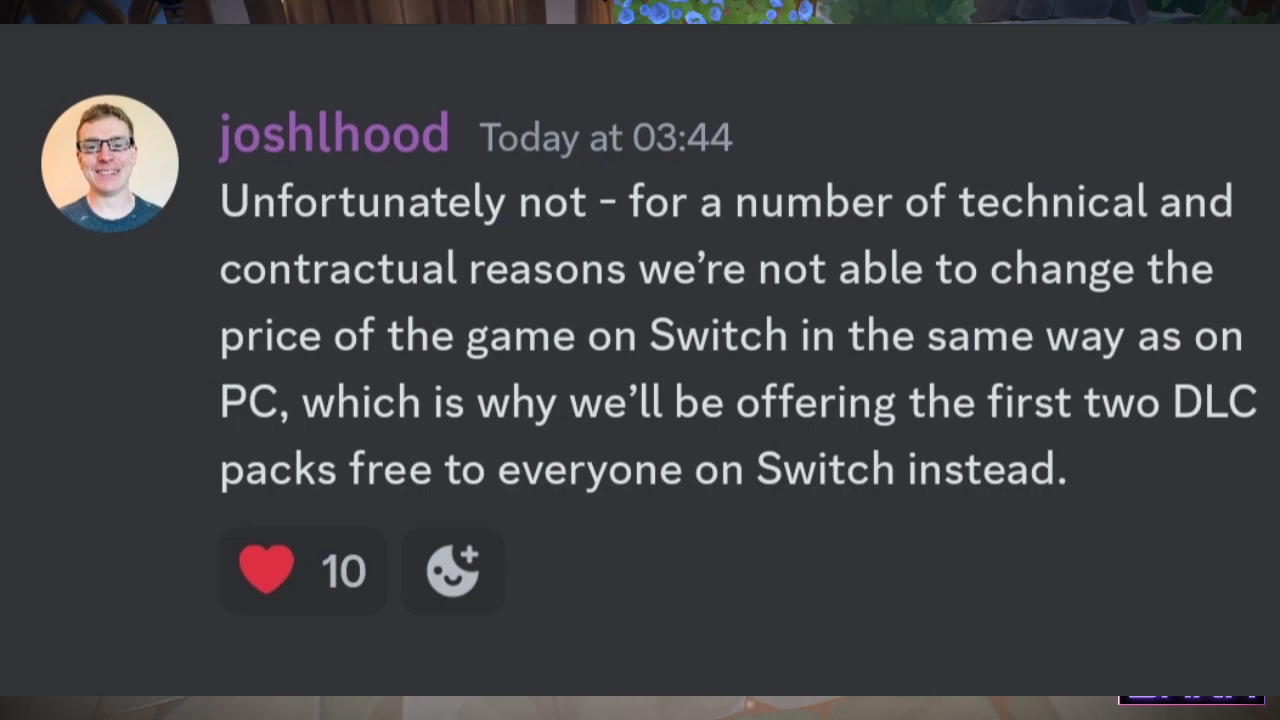 joshlhood Today at 03:44
Unfortunately not - for a number of technical and
contractual reasons we’re not able to change the
price of the game on Switch in the same way as on
PC, which is why we’ll be offering the first two DLC
packs free to everyone on Switch instead.
10